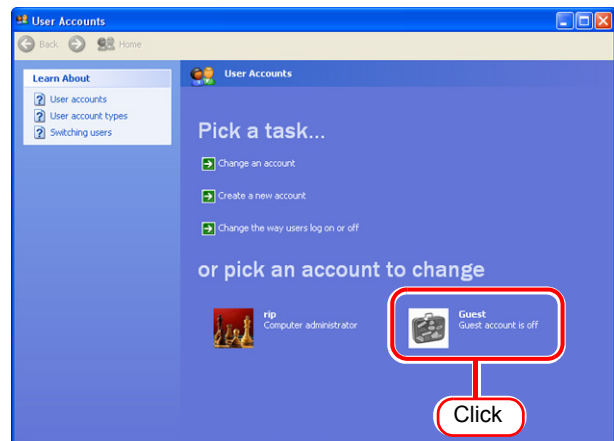 User Accounts
Back Home
Learn About
User accounts
User account types
Switching users
User Accounts
Pick a task...
Change an account
Create a new account
Change the way users log on or off
or pick an account to change
rip
Computer administrator
Guest
Guest account is off
Click